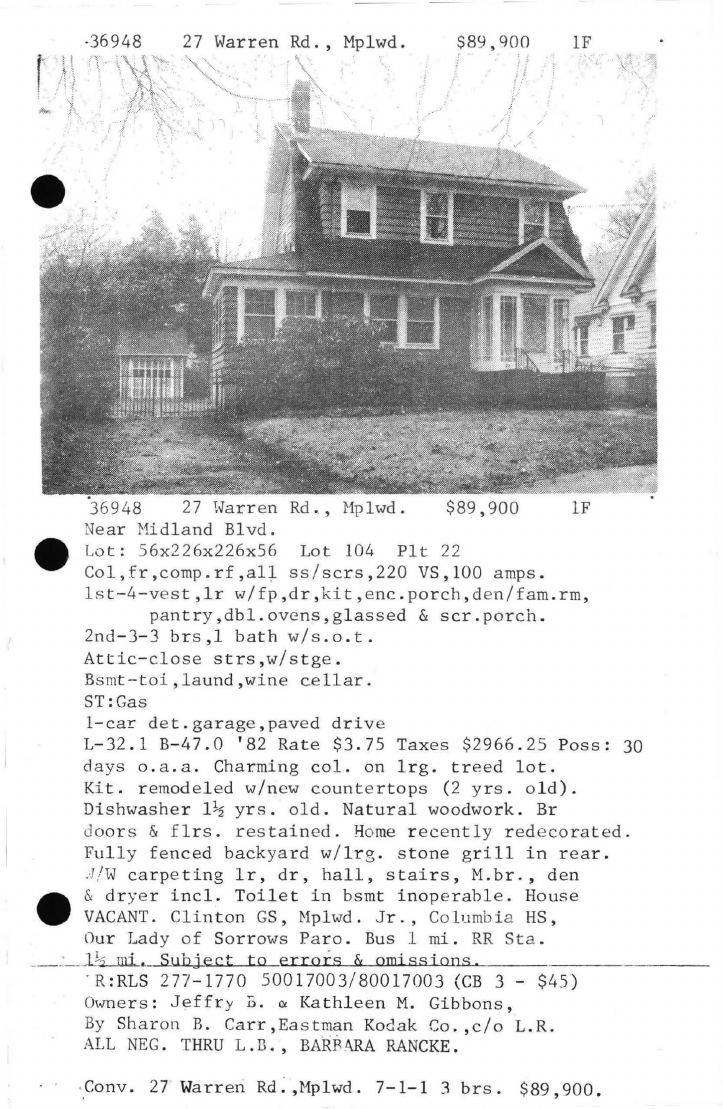 36948 27 Warren Rd., Mplwd. $89,900 1F
36948 27 Warren Rd., Mplwd. $89,900 1F
Near Midland Blvd.
Lot: 56x226x226x56 Lot 104 Plt 22
Col,fr,comp.rf,all ss/scrs,220 VS,100 amps.
1st-4-vest,lr w/fp,dr,kit,enc.porch,den/fam.rm,
pantry,dbl.ovens,glassed & scr.porch.
2nd-3-3 brs,1 bath w/s.o.t.
Attic-close strs,w/stge.
Bsmt-toi,laund,wine cellar.
ST:Gas
1-car det.garage,paved drive
L-32.1 B-47.0 '82 Rate $3.75 Taxes $2966.25 Poss: 30
days o.a.a. Charming col. on lrg. treed lot.
Kit. remodeled w/new countertops (2 yrs. old).
Dishwasher 1½ yrs. old. Natural woodwork. Br
doors & flrs. restained. Home recently redecorated.
Fully fenced backyard w/lrg. stone grill in rear.
W/W carpeting lr, dr, hall, stairs, M.br., den
& dryer incl. Toilet in bsmt inoperable. House
VACANT. Clinton GS, Mplwd. Jr., Columbia HS,
Our Lady of Sorrows Paro. Bus 1 mi. RR Sta.
1½ mi. Subject to errors & omissions.
R:RLS 277-1770 50017003/80017003 (CB 3 - $45)
Owners: Jeffry B. & Kathleen M. Gibbons,
By Sharon B. Carr,Eastman Kodak Co.,c/o L.R.
ALL NEG. THRU L.B., BARBARA RANCKE.
Conv. 27 Warren Rd.,Mplwd. 7-1-1 3 brs. $89,900.